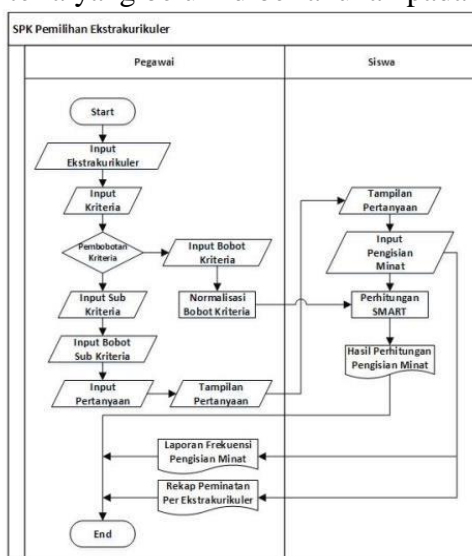 SPK Pemilihan Ekstrakurikuler
Pegawai
Siswa
Start
Input
Ekstrakurikuler
Input
Kriteria
Pembobotan
Kriteria
Input Bobot
Kriteria
Normalisasi
Bobot Kriteria
Input Sub
Kriteria
Input Bobot
Sub Kriteria
Input
Pertanyaan
Tampilan
Pertanyaan
Tampilan
Pertanyaan
Input
Pengisian
Minat
Perhitungan
SMART
Hasil Perhitungan
Pengisian Minat
Laporan Frekuensi
Pengisian Minat
Rekap Peminatan
Per Ekstrakurikuler
End